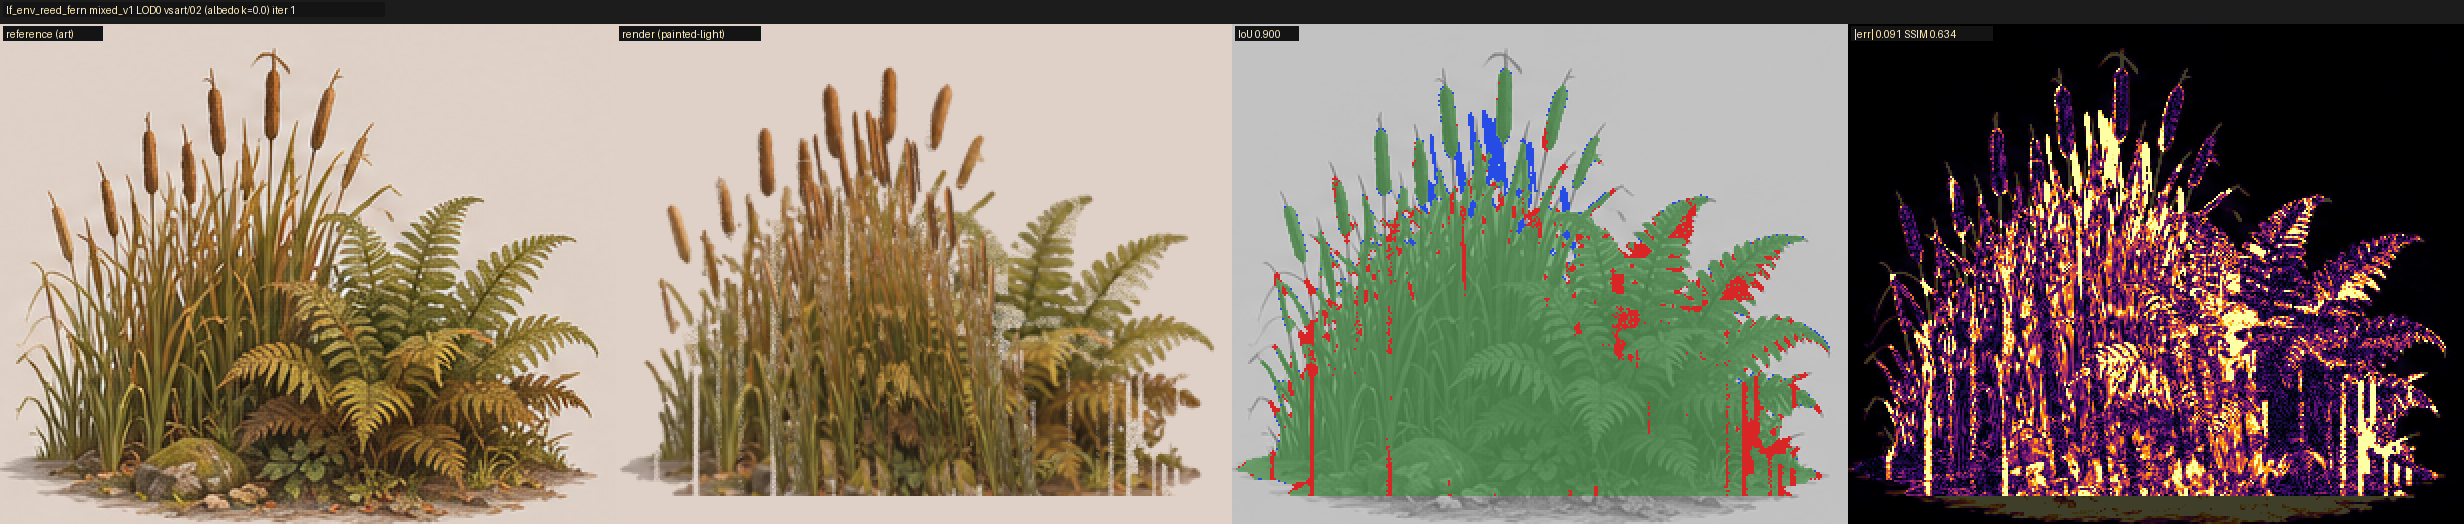 lf_env_reed_fern mixed_v1 LOD0 vs art/02 (albedo k=0.0) iter 1
reference (art)
render (painted-light)
IoU 0.900
|err| 0.091 SSIM 0.634